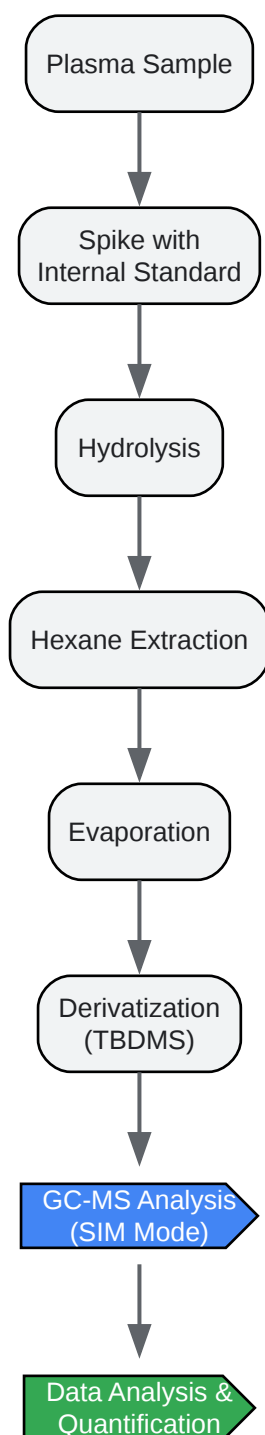 Plasma Sample
Spike with
Internal Standard
Hydrolysis
Hexane Extraction
Evaporation
Derivatization
(TBDMS)
GC-MS Analysis
(SIM Mode)
Data Analysis &
Quantification